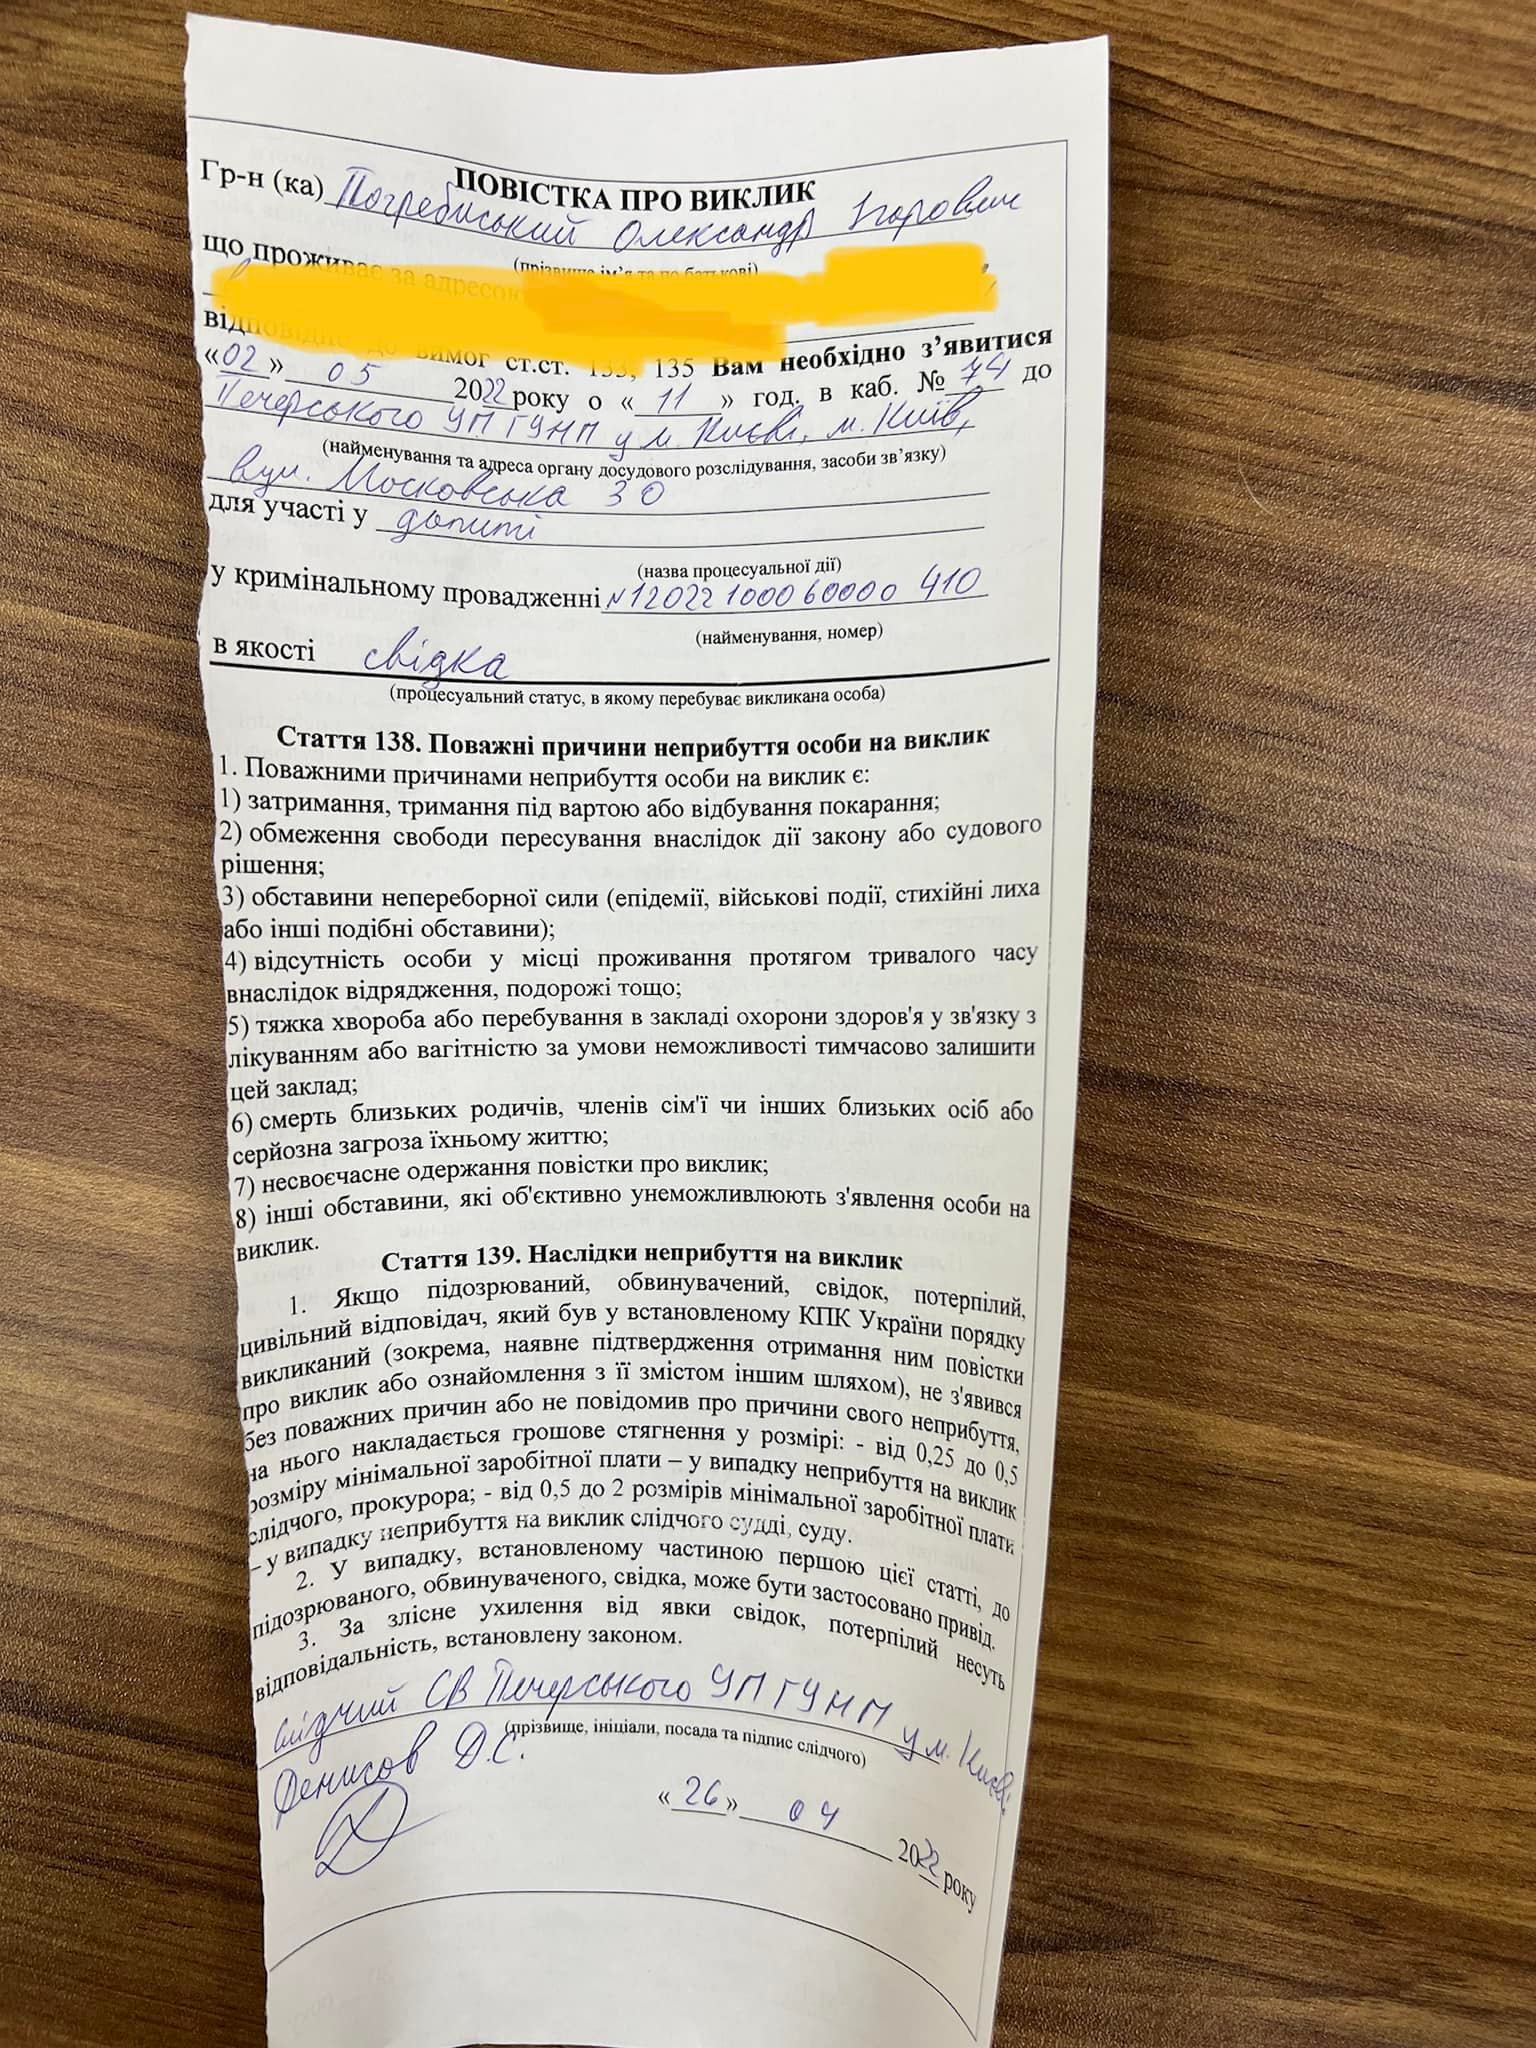 ПОВІСТКА ПРО ВИКЛИК
Гр-н (ка) Погребиський Олександр Ігорович
(прізвище ім’я та по батькові)
що проживає за адресою
відповідно до вимог ст.ст. 133, 135 Вам необхідно з’явитися
«02» 05 2022 року о «11» год. в каб. №74 до
Печерського УП ГУНП у м. Києві, м. Київ,
(найменування та адреса органу досудового розслідування, засоби зв’язку)
вул. Московська 30
для участі у допиті
(назва процесуальної дії)
у кримінальному провадженні №12022100060000410
(найменування, номер)
в якості свідка
(процесуальний статус, в якому перебуває викликана особа)
Стаття 138. Поважні причини неприбуття особи на виклик
1. Поважними причинами неприбуття особи на виклик є:
1) затримання, тримання під вартою або відбування покарання;
2) обмеження свободи пересування внаслідок дії закону або судового
рішення;
3) обставини непереборної сили (епідемії, військові події, стихійні лиха
або інші подібні обставини);
4) відсутність особи у місці проживання протягом тривалого часу
внаслідок відрядження, подорожі тощо;
5) тяжка хвороба або перебування в закладі охорони здоров'я у зв'язку з
лікуванням або вагітністю за умови неможливості тимчасово залишити
цей заклад;
6) смерть близьких родичів, членів сім'ї чи інших близьких осіб або
серйозна загроза їхньому життю;
7) несвоєчасне одержання повістки про виклик;
8) інші обставини, які об'єктивно унеможливлюють з'явлення особи на
виклик.
Стаття 139. Наслідки неприбуття на виклик
1. Якщо підозрюваний, обвинувачений, свідок, потерпілий,
цивільний відповідач, який був у встановленому КПК України порядку
викликаний (зокрема, наявне підтвердження отримання ним повістки
про виклик або ознайомлення з її змістом іншим шляхом), не з'явився
без поважних причин або не повідомив про причини свого неприбуття,
на нього накладається грошове стягнення у розмірі: - від 0,25 до 0,5
розміру мінімальної заробітної плати – у випадку неприбуття на виклик
слідчого, прокурора; - від 0,5 до 2 розмірів мінімальної заробітної плати
– у випадку неприбуття на виклик слідчого судді, суду.
2. У випадку, встановленому частиною першою цієї статті, до
підозрюваного, обвинуваченого, свідка, може бути застосовано привід.
3. За злісне ухилення від явки свідок, потерпілий несуть
відповідальність, встановлену законом.
слідчий СВ Печерського УП ГУНП у м. Києві
(прізвище, ініціали, посада та підпис слідчого)
Денисов Д.С.
«26» 04 2022 року